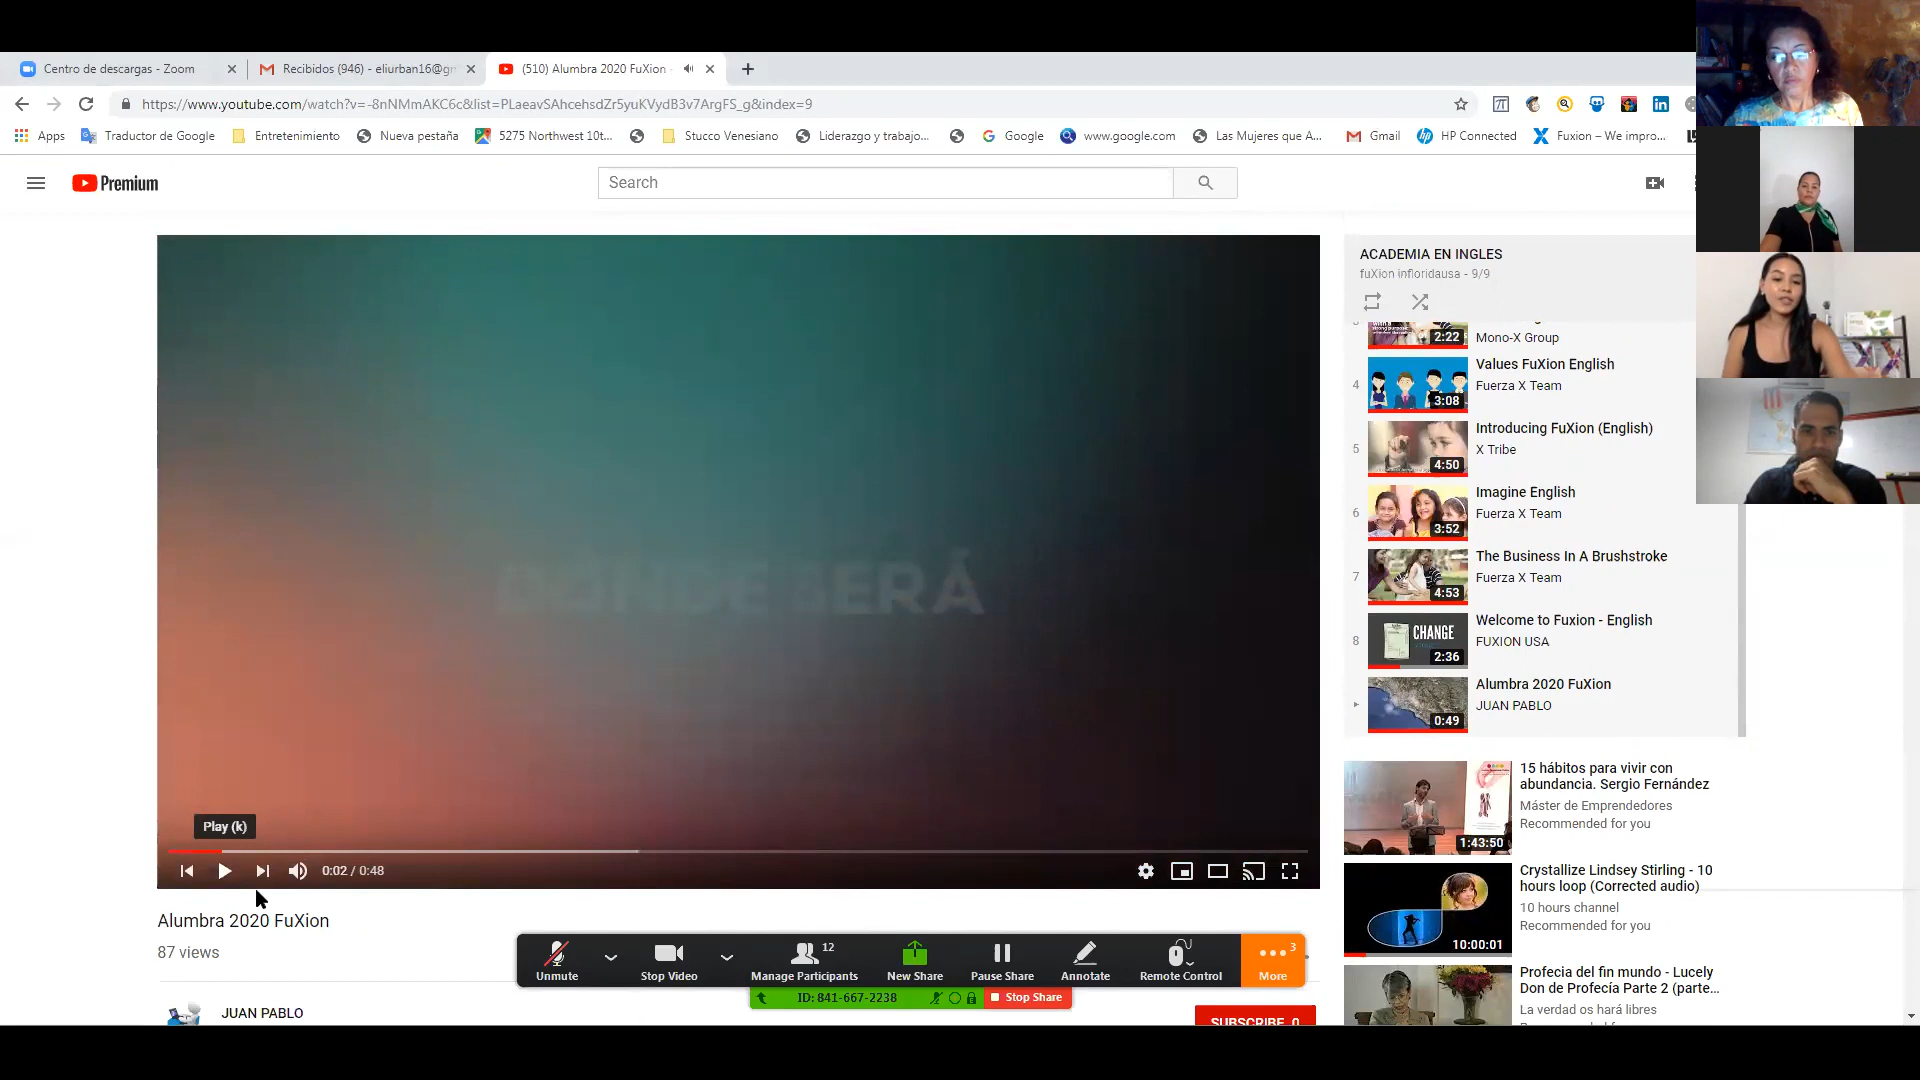 Centro de descargas - Zoom
Recibidos (946) - eliurban16@gm
(510) Alumbra 2020 FuXion
https://www.youtube.com/watch?v=-8nNMmAKC6c&list=PLaeavSAhcehsdZr5yuKVydB3v7ArgFS_g&index=9
Apps
Traductor de Google
Entretenimiento
Nueva pestaña
5275 Northwest 10t...
Stucco Venesiano
Liderazgo y trabajo...
Google
www.google.com
Las Mujeres que A...
Gmail
HP Connected
Fuxion – We impro...
Premium
Search
DÓNDE SERÁ
Play (k)
0:02 / 0:48
Alumbra 2020 FuXion
87 views
JUAN PABLO
SUBSCRIBE 0
ACADEMIA EN INGLES
fuXion infloridausa - 9/9
2:22
Mono-X Group
4
3:08
Values FuXion English
Fuerza X Team
5
4:50
Introducing FuXion (English)
X Tribe
6
3:52
Imagine English
Fuerza X Team
7
4:53
The Business In A Brushstroke
Fuerza X Team
8
CHANGE
2:36
Welcome to Fuxion - English
FUXION USA
0:49
Alumbra 2020 FuXion
JUAN PABLO
1:43:50
15 hábitos para vivir con
abundancia. Sergio Fernández
Máster de Emprendedores
Recommended for you
10:00:01
Crystallize Lindsey Stirling - 10
hours loop (Corrected audio)
10 hours channel
Recommended for you
Profecia del fin mundo - Lucely
Don de Profecía Parte 2 (parte...
La verdad os hará libres
Unmute
Stop Video
12
Manage Participants
New Share
Pause Share
Annotate
Remote Control
3
More
ID: 841-667-2238
Stop Share